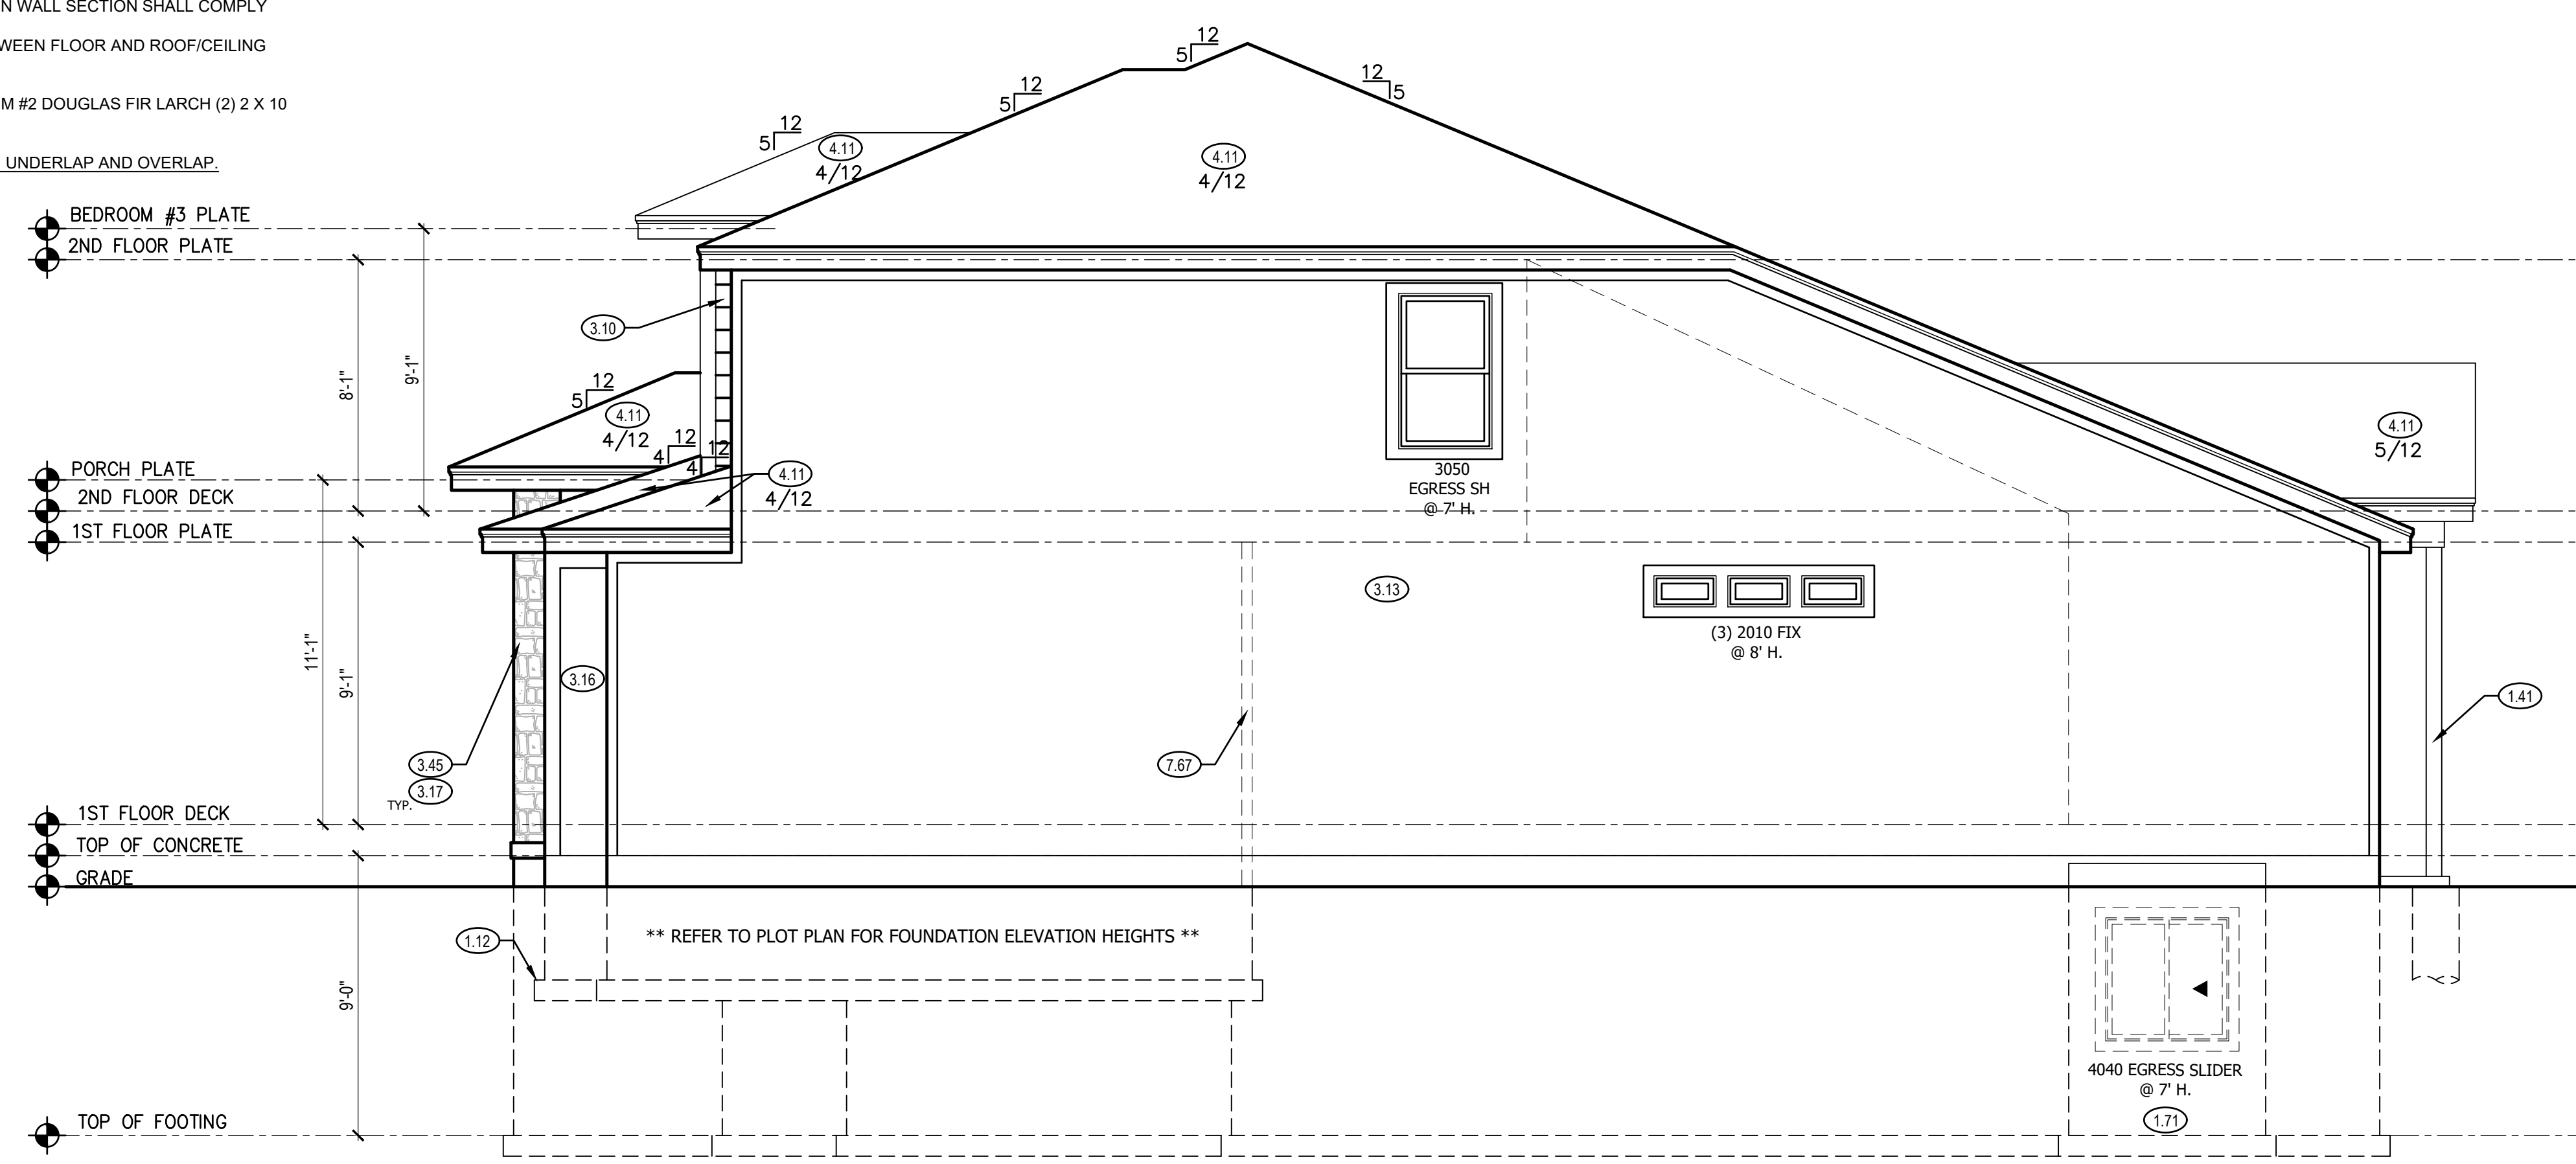 N WALL SECTION SHALL COMPLY
WEEN FLOOR AND ROOF/CEILING
M #2 DOUGLAS FIR LARCH (2) 2 X 10
UNDERLAP AND OVERLAP.
12
5
12
5
12
5
12
5
4.11
4/12
4.11
4/12
BEDROOM #3 PLATE
2ND FLOOR PLATE
3.10
8'-1"
9'-1"
12
5
4.11
4/12
12
4
12
4
4.11
4/12
4.11
5/12
PORCH PLATE
2ND FLOOR DECK
1ST FLOOR PLATE
3050
EGRESS SH
@ 7' H.
3.13
(3) 2010 FIX
@ 8' H.
11'-1"
9'-1"
3.16
1.41
3.45
3.17
TYP.
7.67
1ST FLOOR DECK
TOP OF CONCRETE
GRADE
1.12
** REFER TO PLOT PLAN FOR FOUNDATION ELEVATION HEIGHTS **
9'-0"
4040 EGRESS SLIDER
@ 7' H.
1.71
TOP OF FOOTING